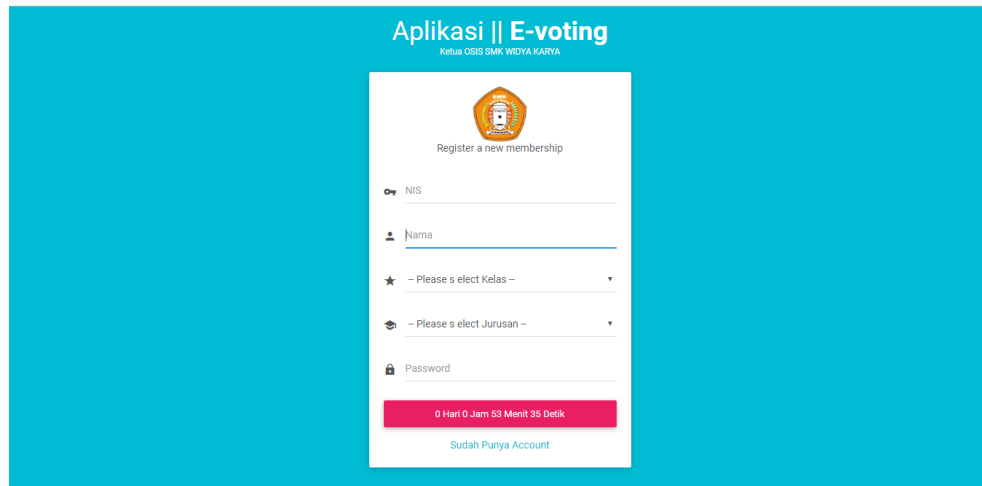 Aplikasi || E-voting
Ketua OSIS SMK WIDYA KARYA
Register a new membership
NIS
Nama
-- Please s elect Kelas --
-- Please s elect Jurusan --
Password
0 Hari 0 Jam 53 Menit 35 Detik
Sudah Punya Account